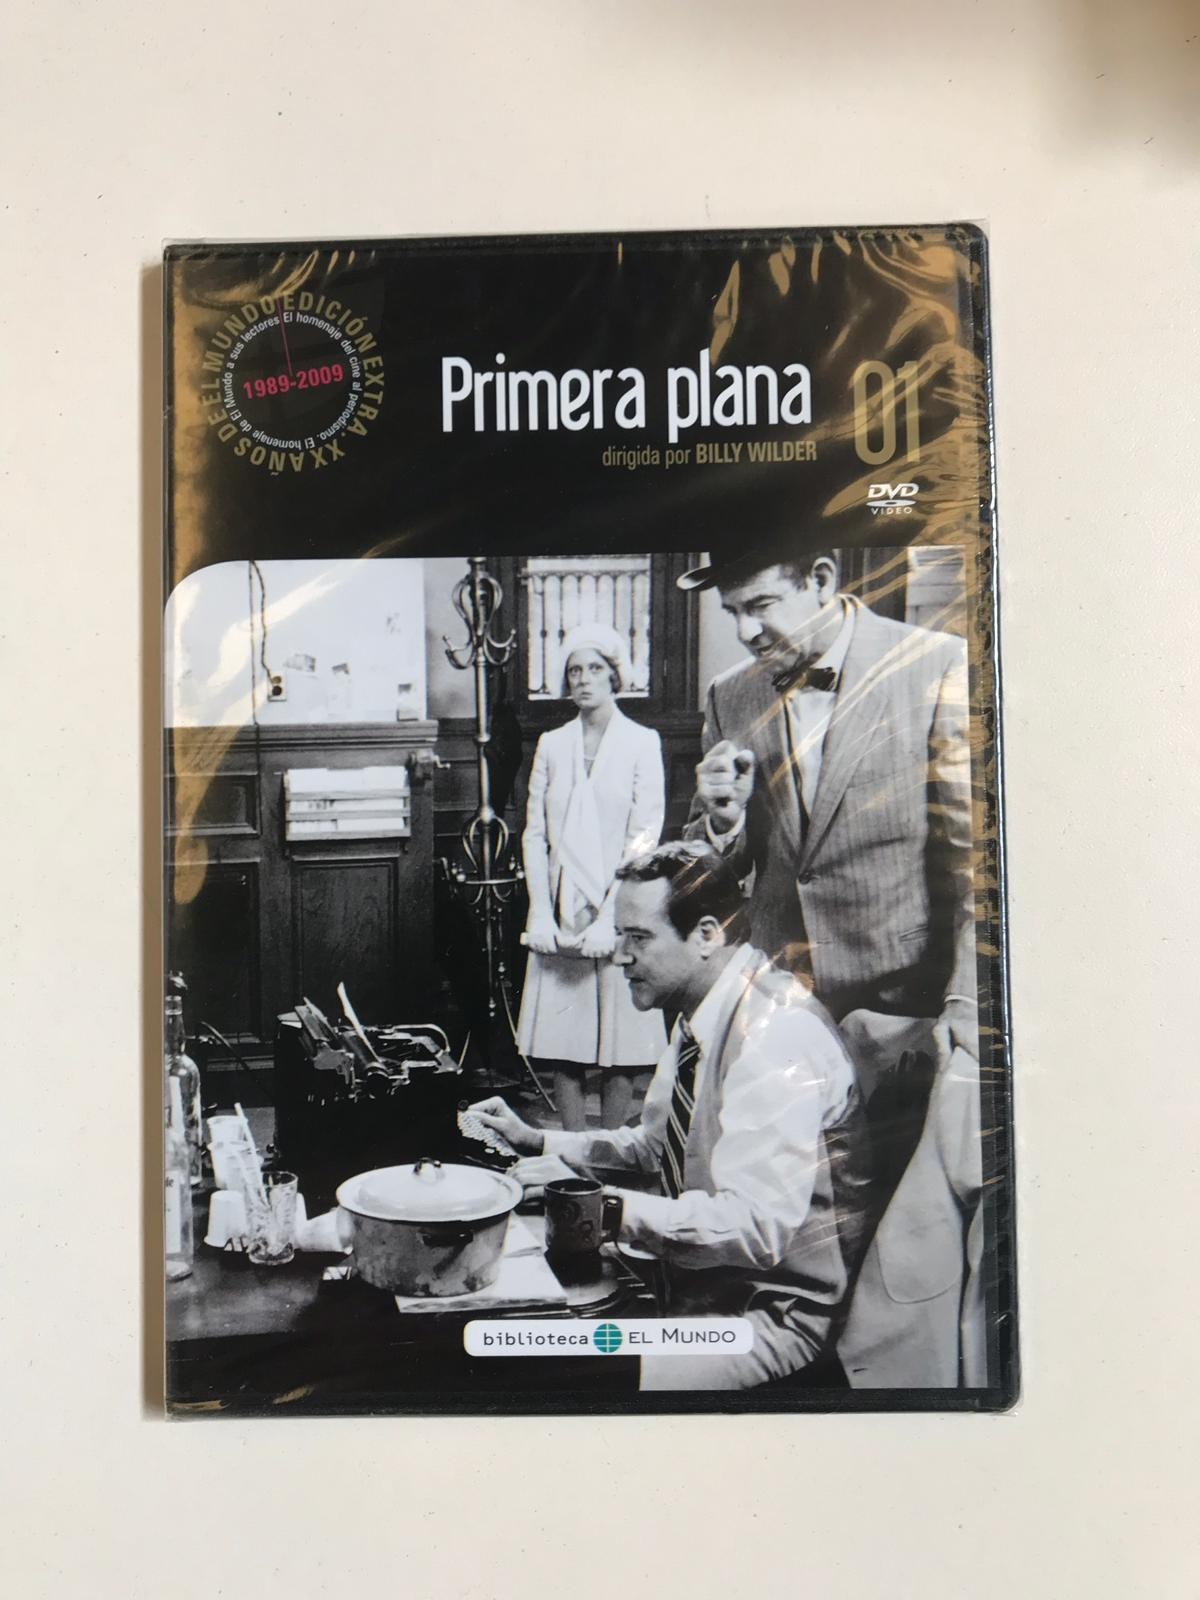 EDICIÓN EXTRA · XX AÑOS DE EL MUNDO
El homenaje del cine al periodismo. El homenaje de El Mundo a sus lectores
1989-2009
Primera plana
01
dirigida por BILLY WILDER
DVD
VIDEO
biblioteca EL MUNDO